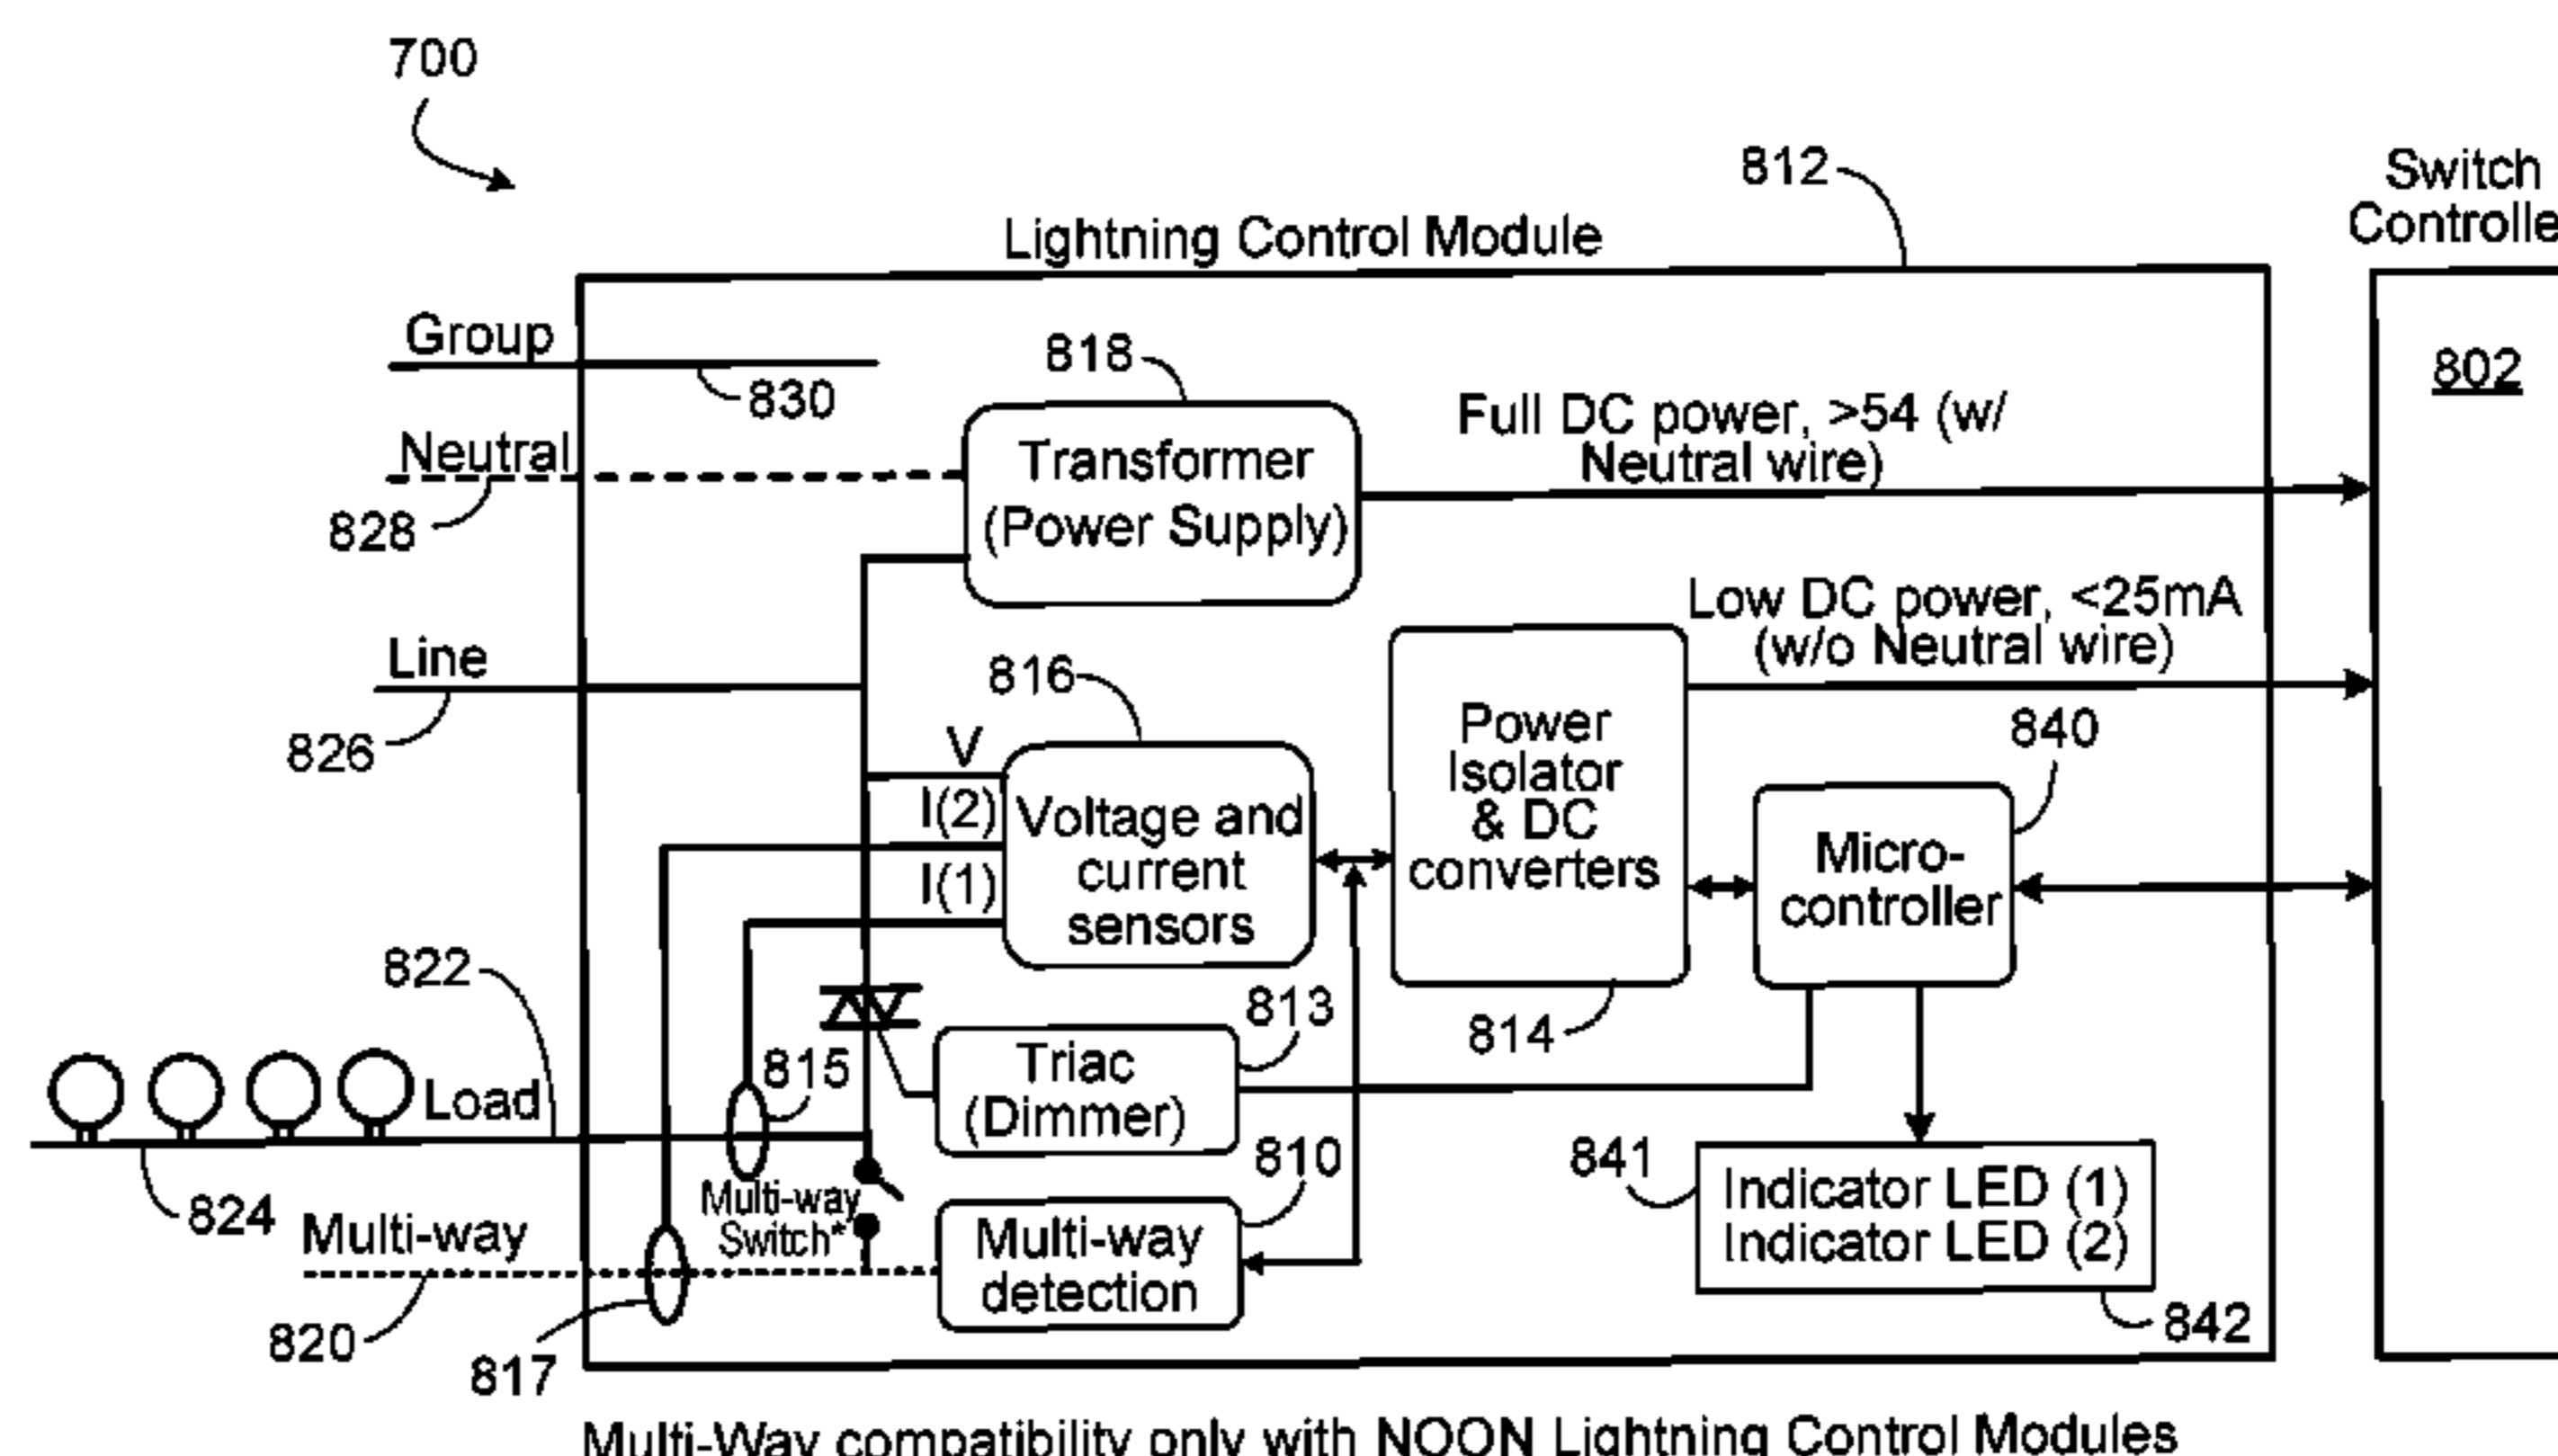 700
812
Switch
Controlle
Lightning Control Module
Group
830
818
802
Full DC power, >54 (w/
Neutral wire)
Neutral
828
Transformer
(Power Supply)
Low DC power, <25mA
(w/o Neutral wire)
Line
826
816
V
I(2)
I(1)
Voltage and
current
sensors
Power
Isolator
& DC
converters
814
840
Micro-
controller
822
813
815
Triac
(Dimmer)
Load
824
810
841
Indicator LED (1)
Indicator LED (2)
842
Multi-way
Switch*
Multi-way
820
817
Multi-way
detection
Multi-Way compatibility only with NOON Lightning Control Modules